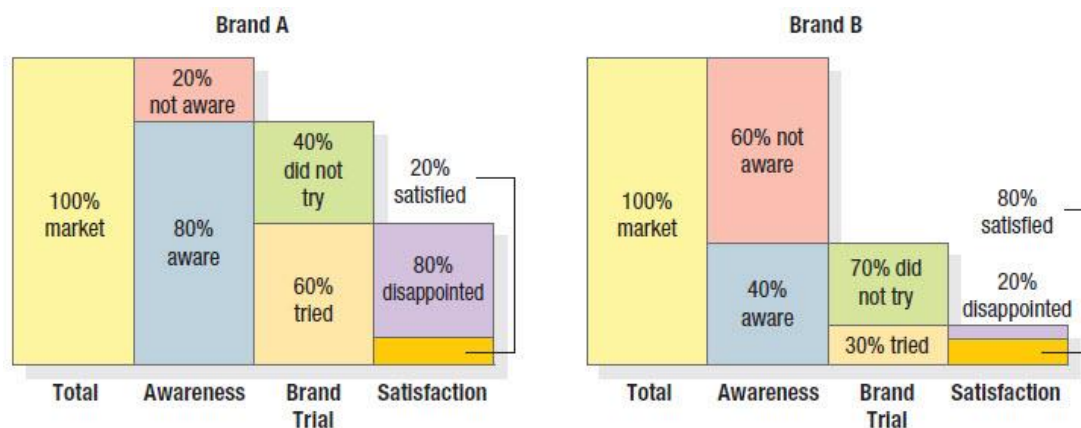 Brand A
20%
not aware
40%
did not
try
20%
satisfied
100%
market
80%
aware
60%
tried
80%
disappointed
Total
Awareness
Brand
Trial
Satisfaction
Brand B
60% not
aware
100%
market
80%
satisfied
40%
aware
70% did
not try
20%
disappointed
30% tried
Total
Awareness
Brand
Trial
Satisfaction